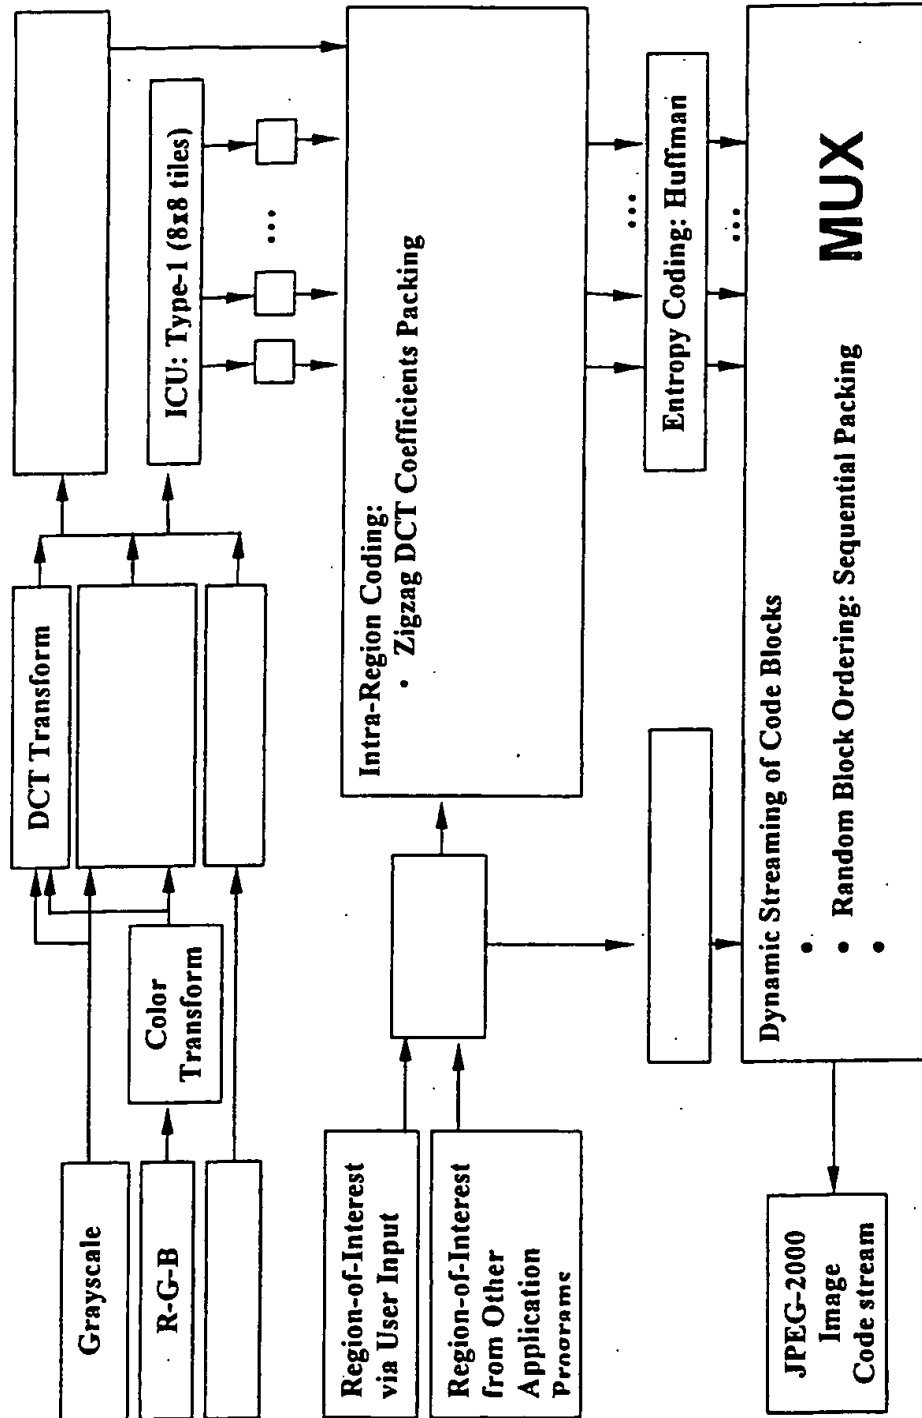 Grayscale
R-G-B
Color
Transform
DCT Transform
ICU: Type-1 (8x8 tiles)
...
Region-of-Interest
via User Input
Region-of-Interest
from Other
Application
Programs
Intra-Region Coding:
• Zigzag DCT Coefficients Packing
...
Entropy Coding: Huffman
...
Dynamic Streaming of Code Blocks
•
• Random Block Ordering: Sequential Packing
•
MUX
JPEG-2000
Image
Code stream